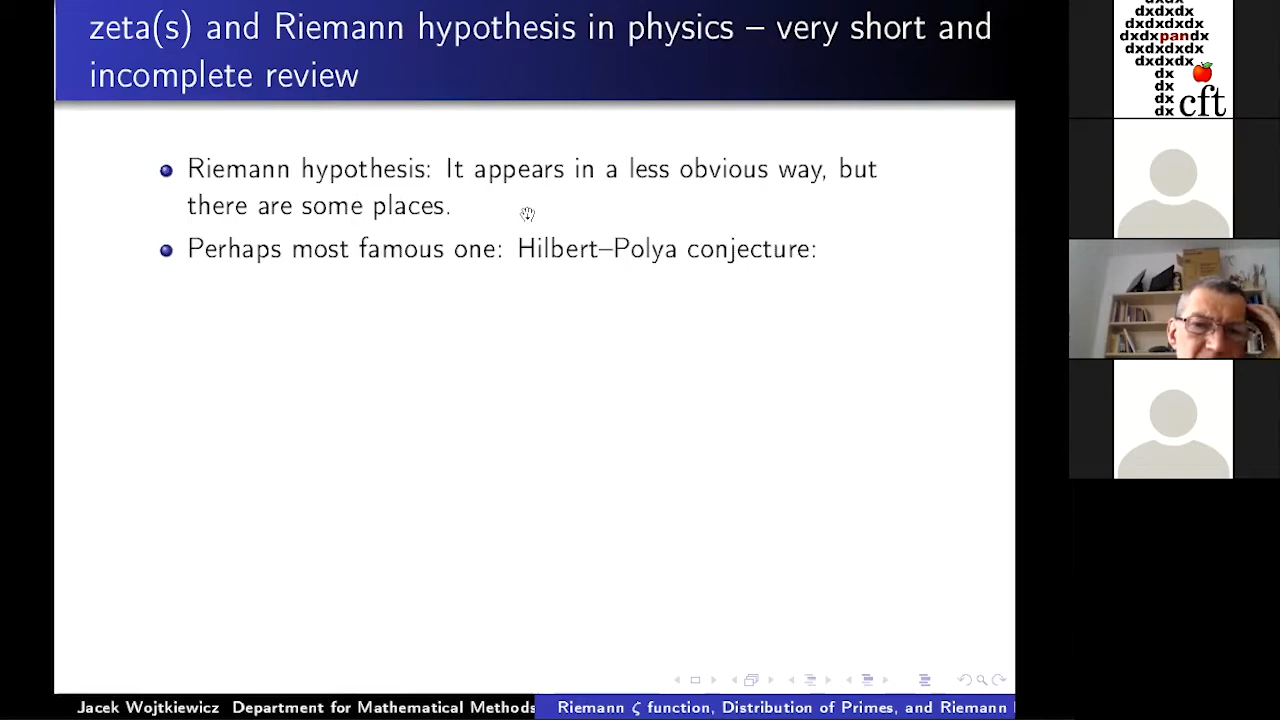 zeta(s) and Riemann hypothesis in physics – very short and
incomplete review
Riemann hypothesis: It appears in a less obvious way, but
there are some places.
Perhaps most famous one: Hilbert–Polya conjecture:
Jacek Wojtkiewicz Department for Mathematical Methods
Riemann ζ function, Distribution of Primes, and Riemann
dxdx
dxdxdx
dxdxdxdx
dxdxpandx
dxdxdxdx
dxdxdx
dx
dx
dx
dx
cft